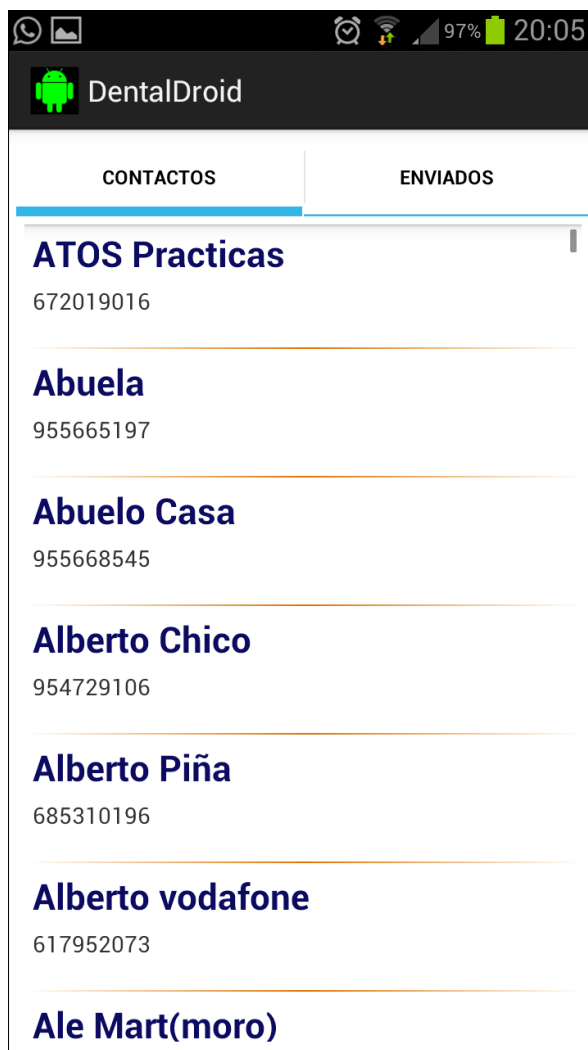 97% 20:05
DentalDroid
CONTACTOS ENVIADOS
ATOS Practicas
672019016
Abuela
955665197
Abuelo Casa
955668545
Alberto Chico
954729106
Alberto Piña
685310196
Alberto vodafone
617952073
Ale Mart(moro)